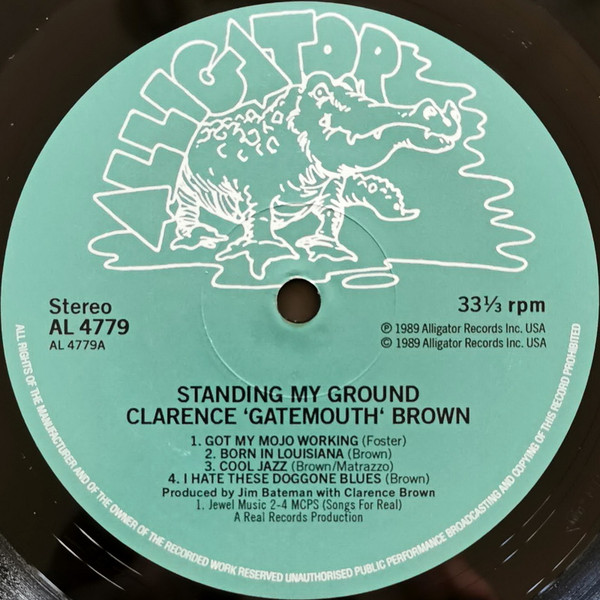 ALLIGATOR
Stereo
AL 4779
AL 4779A
33⅓ rpm
℗ 1989 Alligator Records Inc. USA
© 1989 Alligator Records Inc. USA
STANDING MY GROUND
CLARENCE ‘GATEMOUTH‘ BROWN
1. GOT MY MOJO WORKING (Foster)
2. BORN IN LOUISIANA (Brown)
3. COOL JAZZ (Brown/Matrazzo)
4. I HATE THESE DOGGONE BLUES (Brown)
Produced by Jim Bateman with Clarence Brown
1. Jewel Music 2-4 MCPS (Songs For Real)
A Real Records Production
ALL RIGHTS OF THE MANUFACTURER AND OF THE OWNER OF THE RECORDED WORK RESERVED UNAUTHORISED PUBLIC PERFORMANCE BROADCASTING AND COPYING OF THIS RECORD PROHIBITED